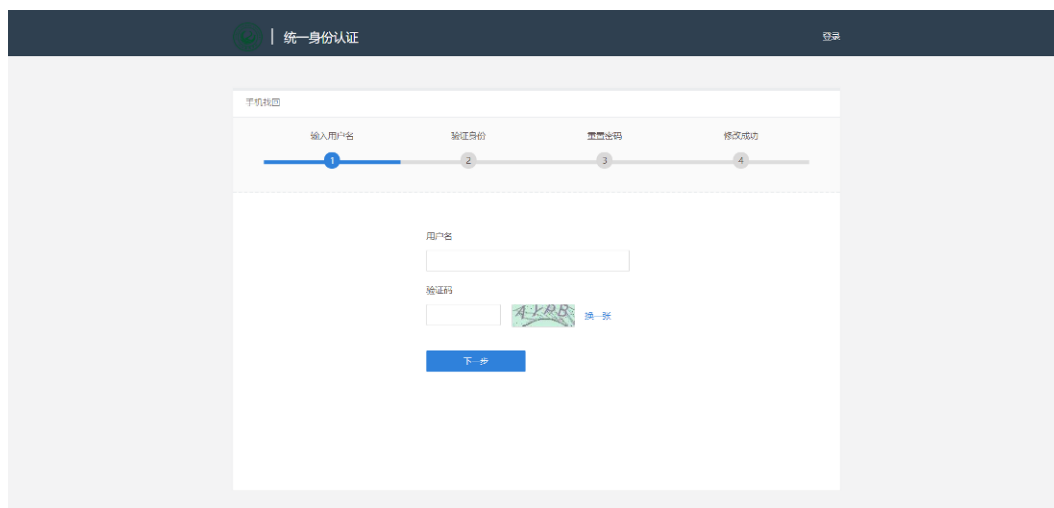 统一身份认证
登录
手机找回
输入用户名 验证身份 重置密码 修改成功
1 2 3 4
用户名
验证码
换一张
下一步